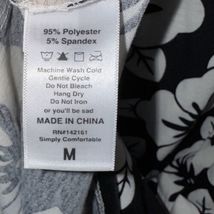 95% Polyester
5% Spandex
Machine Wash Cold
Gentle Cycle
Do Not Bleach
Hang Dry
Do Not Iron
or you'll be sad
MADE IN CHINA
RN#142161
Simply Comfortable
M